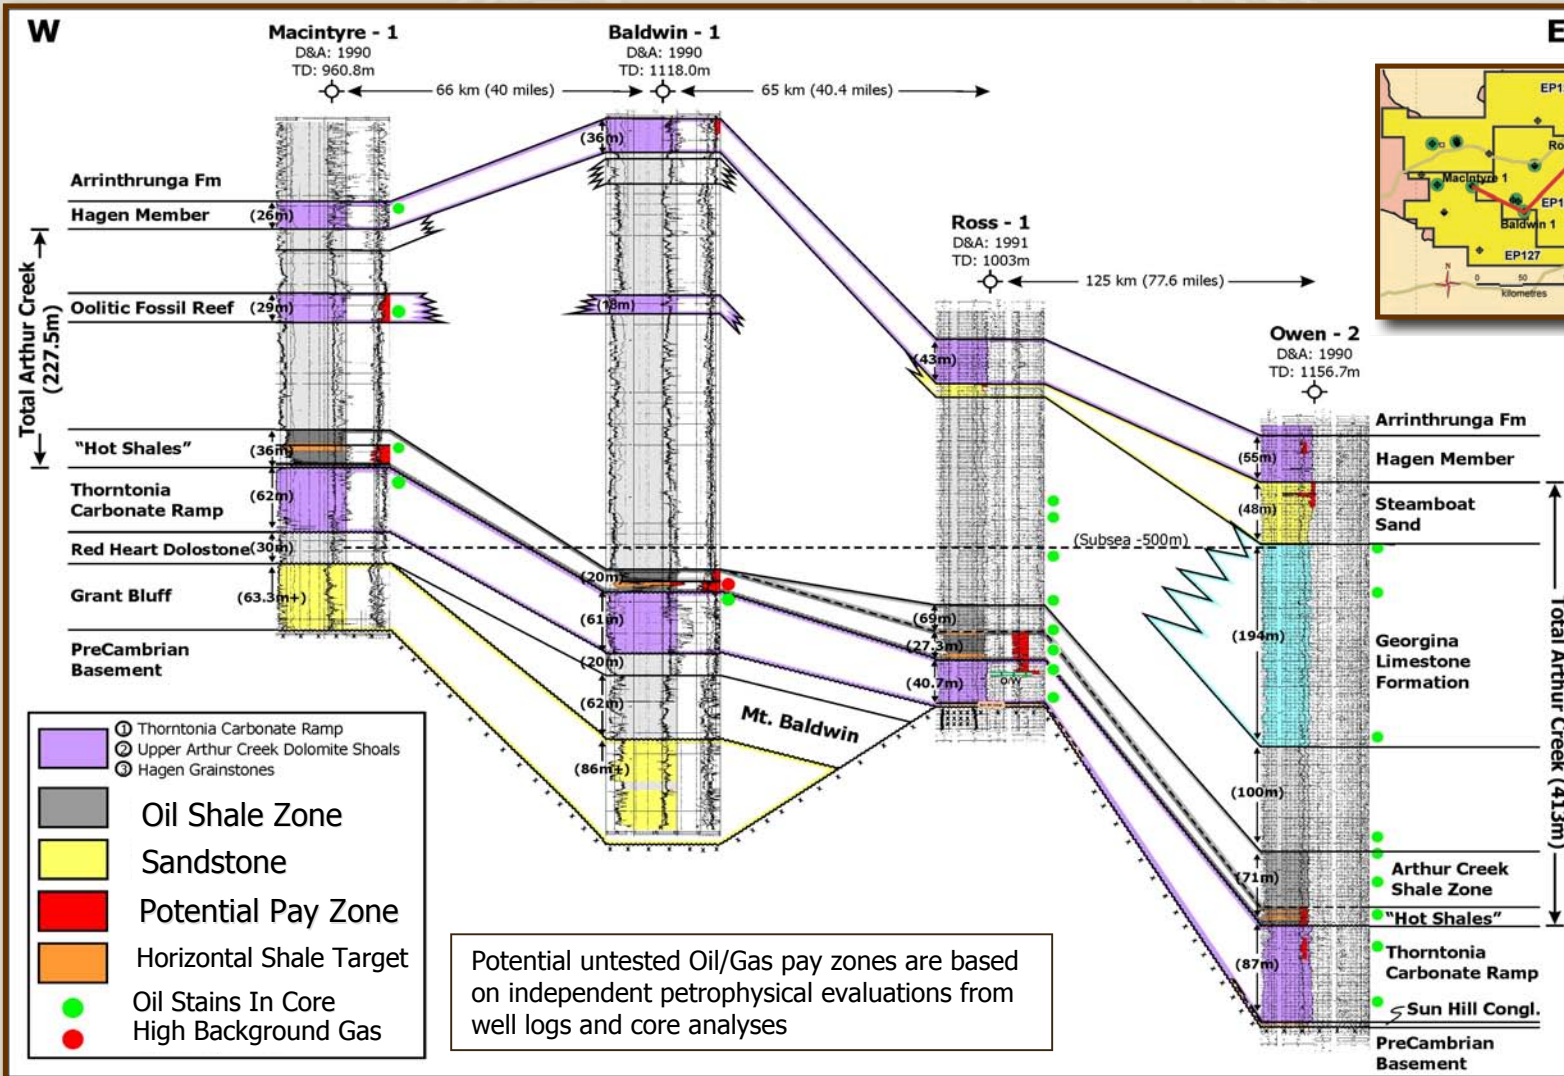 W
E
Macintyre - 1
D&A: 1990
TD: 960.8m
66 km (40 miles)
Baldwin - 1
D&A: 1990
TD: 1118.0m
65 km (40.4 miles)
Ross - 1
D&A: 1991
TD: 1003m
125 km (77.6 miles)
Owen - 2
D&A: 1990
TD: 1156.7m
EP1
Ro
MacIntyre 1
EP1
Baldwin 1
EP127
N
0 50
kilometres
Arrinthrunga Fm
Hagen Member
Total Arthur Creek
(227.5m)
Oolitic Fossil Reef
"Hot Shales"
Thorntonia
Carbonate Ramp
Red Heart Dolostone
Grant Bluff
PreCambrian
Basement
(26m)
(29m)
(36m)
(62m)
(30m)
(63.3m+)
(36m)
(18m)
(20m)
(61m)
(20m)
(62m)
(86m+)
Mt. Baldwin
(43m)
(69m)
(27.3m)
(40.7m)
O/W
(Subsea -500m)
(55m)
(48m)
(194m)
(100m)
(71m)
(87m)
Arrinthrunga Fm
Hagen Member
Steamboat
Sand
Georgina
Limestone
Formation
Total Arthur Creek (413m)
Arthur Creek
Shale Zone
"Hot Shales"
Thorntonia
Carbonate Ramp
Sun Hill Congl.
PreCambrian
Basement
① Thorntonia Carbonate Ramp
② Upper Arthur Creek Dolomite Shoals
③ Hagen Grainstones
Oil Shale Zone
Sandstone
Potential Pay Zone
Horizontal Shale Target
Oil Stains In Core
High Background Gas
Potential untested Oil/Gas pay zones are based
on independent petrophysical evaluations from
well logs and core analyses